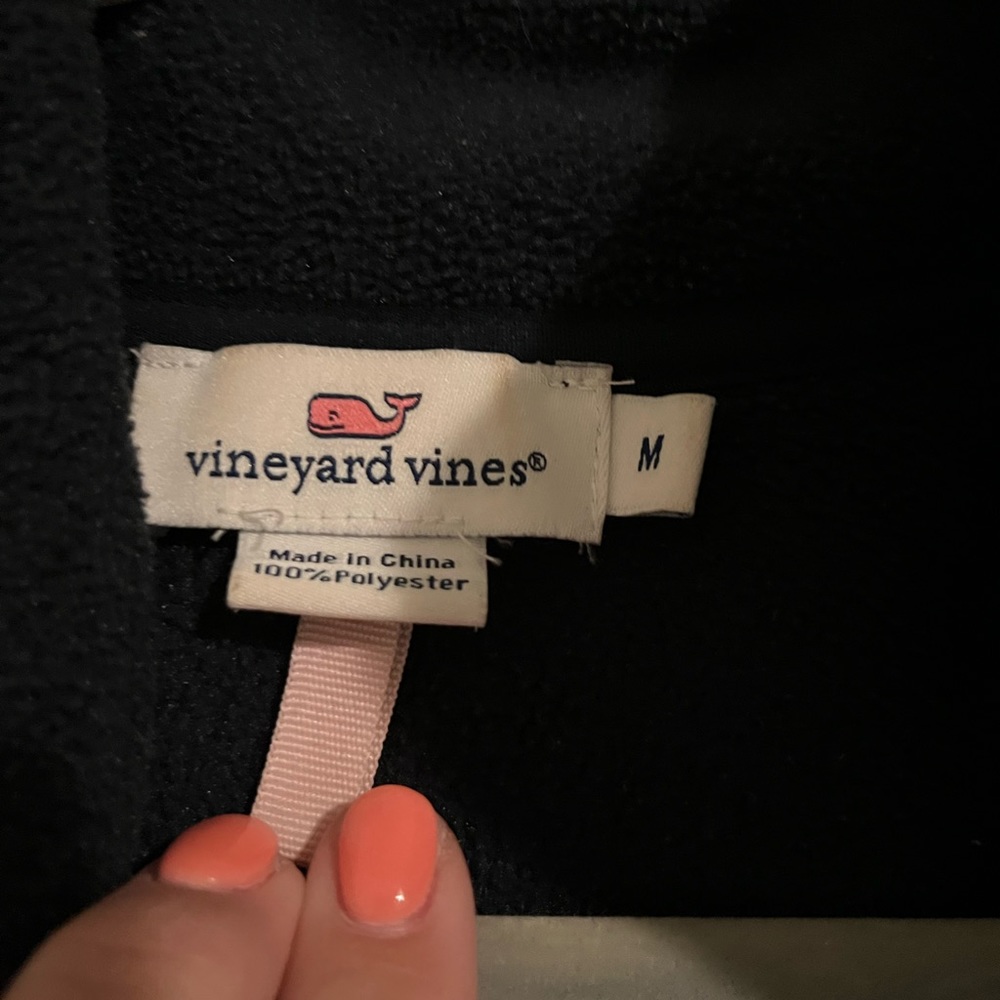 vineyard vines®
M
Made in China
100%Polyester